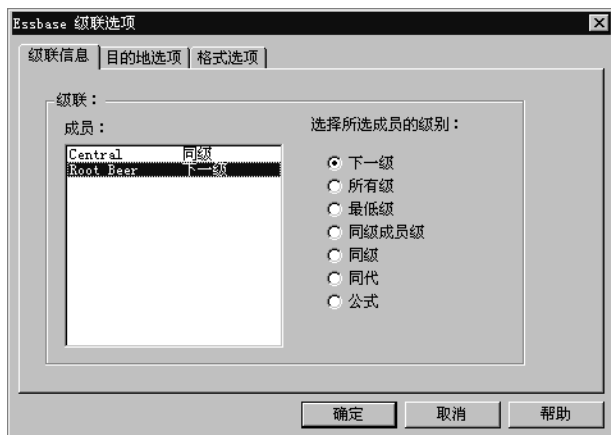 Essbase 级联选项
级联信息 目的地选项 格式选项
级联：
成员：
Central 同级
Root Beer 下一级
选择所选成员的级别：
下一级
所有级
最低级
同级成员级
同级
同代
公式
确定 取消 帮助